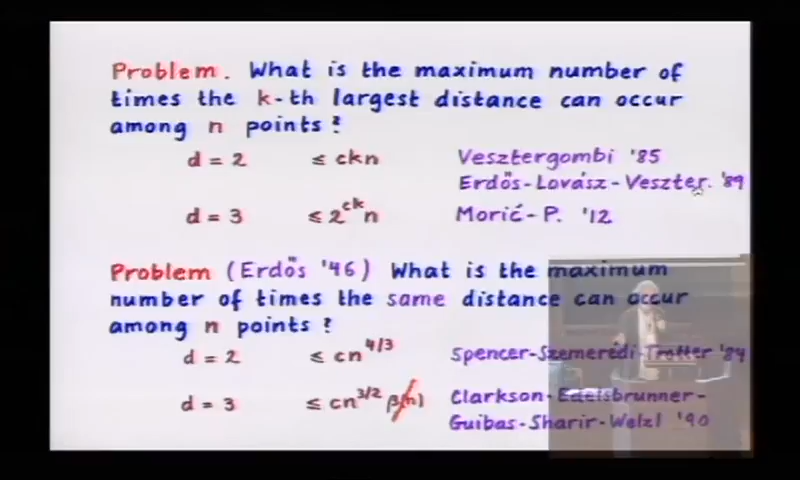 Problem. What is the maximum number of
times the k-th largest distance can occur
among n points?
d = 2 ≤ ckn Vesztergombi '85
Erdős-Lovász-Veszter. '89
d = 3 ≤ 2^ck n Morić-P. '12
Problem (Erdős '46) What is the maximum
number of times the same distance can occur
among n points?
d = 2 ≤ cn^4/3 Spencer-Szemerédi-Trotter '84
d = 3 ≤ cn^3/2 β(n) Clarkson-Edelsbrunner-
Guibas-Sharir-Welzl '90